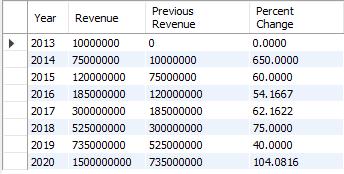 Year Revenue Previous Revenue Percent Change
2013 10000000 0 0.0000
2014 75000000 10000000 650.0000
2015 120000000 75000000 60.0000
2016 185000000 120000000 54.1667
2017 300000000 185000000 62.1622
2018 525000000 300000000 75.0000
2019 735000000 525000000 40.0000
2020 1500000000 735000000 104.0816